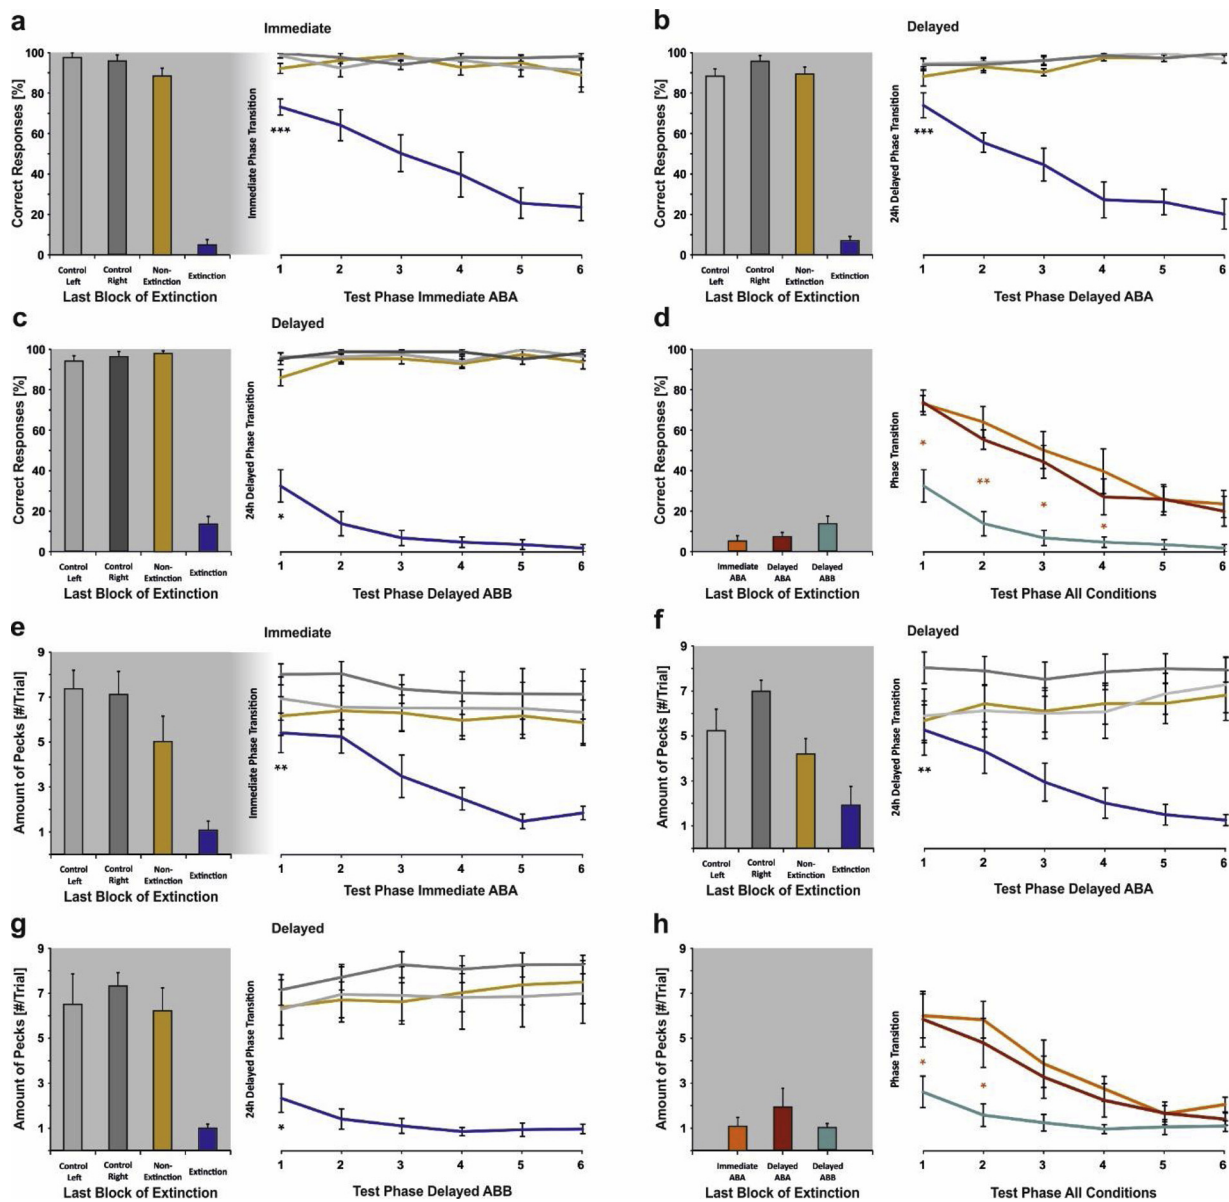 a
Immediate
Correct Responses [%]
100
80
60
40
20
0
Control Left
Control Right
Non-Extinction
Extinction
Last Block of Extinction
Immediate Phase Transition
***
1 2 3 4 5 6
Test Phase Immediate ABA
b
Delayed
Correct Responses [%]
100
80
60
40
20
0
Control Left
Control Right
Non-Extinction
Extinction
Last Block of Extinction
24h Delayed Phase Transition
***
1 2 3 4 5 6
Test Phase Delayed ABA
c
Delayed
Correct Responses [%]
100
80
60
40
20
0
Control Left
Control Right
Non-Extinction
Extinction
Last Block of Extinction
24h Delayed Phase Transition
*
1 2 3 4 5 6
Test Phase Delayed ABB
d
Correct Responses [%]
100
80
60
40
20
0
Immediate ABA
Delayed ABA
Delayed ABB
Last Block of Extinction
Phase Transition
*
**
*
*
1 2 3 4 5 6
Test Phase All Conditions
e
Immediate
Amount of Pecks [#/Trial]
9
7
5
3
1
Control Left
Control Right
Non-Extinction
Extinction
Last Block of Extinction
Immediate Phase Transition
**
1 2 3 4 5 6
Test Phase Immediate ABA
f
Delayed
Amount of Pecks [#/Trial]
9
7
5
3
1
Control Left
Control Right
Non-Extinction
Extinction
Last Block of Extinction
24h Delayed Phase Transition
**
1 2 3 4 5 6
Test Phase Delayed ABA
g
Delayed
Amount of Pecks [#/Trial]
9
7
5
3
1
Control Left
Control Right
Non-Extinction
Extinction
Last Block of Extinction
24h Delayed Phase Transition
*
1 2 3 4 5 6
Test Phase Delayed ABB
h
Amount of Pecks [#/Trial]
9
7
5
3
1
Immediate ABA
Delayed ABA
Delayed ABB
Last Block of Extinction
Phase Transition
*
*
1 2 3 4 5 6
Test Phase All Conditions